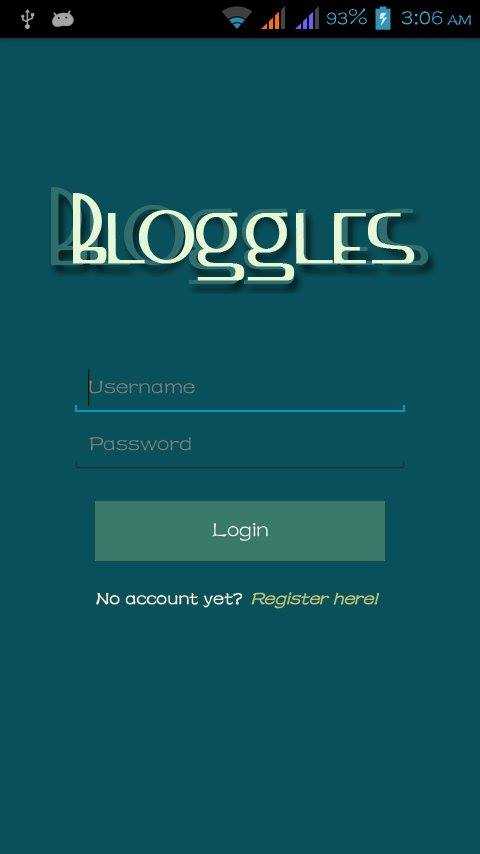 93% 3:06 AM
Bloggles
Username
Password
Login
No account yet? Register here!